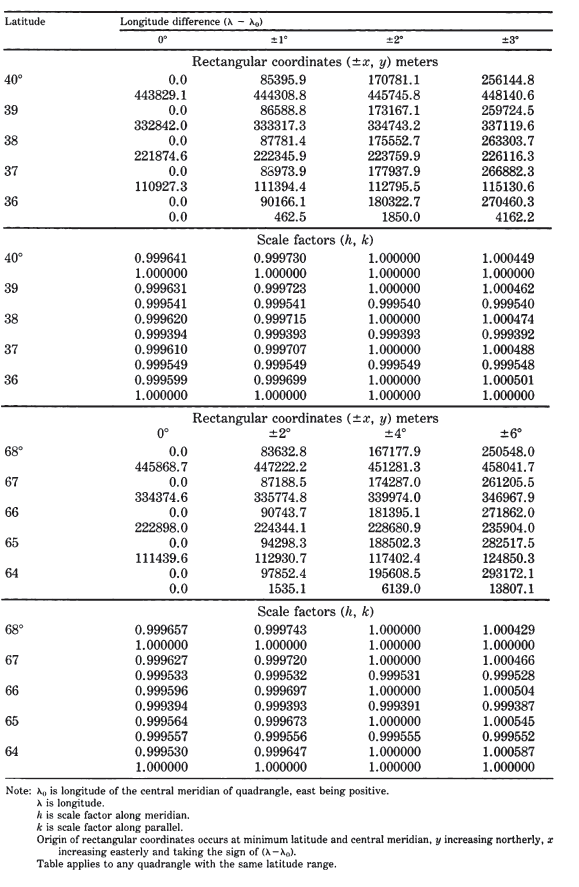 Latitude Longitude difference (λ − λ₀)
0° ±1° ±2° ±3°
Rectangular coordinates (±x, y) meters
40° 0.0 85395.9 170781.1 256144.8
443829.1 444308.8 445745.8 448140.6
39 0.0 86588.8 173167.1 259724.5
332842.0 333317.3 334743.2 337119.6
38 0.0 87781.4 175552.7 263303.7
221874.6 222345.9 223759.9 226116.3
37 0.0 88973.9 177937.9 266882.3
110927.3 111394.4 112795.5 115130.6
36 0.0 90166.1 180322.7 270460.3
0.0 462.5 1850.0 4162.2
Scale factors (h, k)
40° 0.999641 0.999730 1.000000 1.000449
1.000000 1.000000 1.000000 1.000000
39 0.999631 0.999723 1.000000 1.000462
0.999541 0.999541 0.999540 0.999540
38 0.999620 0.999715 1.000000 1.000474
0.999394 0.999393 0.999393 0.999392
37 0.999610 0.999707 1.000000 1.000488
0.999549 0.999549 0.999549 0.999548
36 0.999599 0.999699 1.000000 1.000501
1.000000 1.000000 1.000000 1.000000
Rectangular coordinates (±x, y) meters
0° ±2° ±4° ±6°
68° 0.0 83632.8 167177.9 250548.0
445868.7 447222.2 451281.3 458041.7
67 0.0 87188.5 174287.0 261205.5
334374.6 335774.8 339974.0 346967.9
66 0.0 90743.7 181395.1 271862.0
222898.0 224344.1 228680.9 235904.0
65 0.0 94298.3 188502.3 282517.5
111439.6 112930.7 117402.4 124850.3
64 0.0 97852.4 195608.5 293172.1
0.0 1535.1 6139.0 13807.1
Scale factors (h, k)
68° 0.999657 0.999743 1.000000 1.000429
1.000000 1.000000 1.000000 1.000000
67 0.999627 0.999720 1.000000 1.000466
0.999533 0.999532 0.999531 0.999528
66 0.999596 0.999697 1.000000 1.000504
0.999394 0.999393 0.999391 0.999387
65 0.999564 0.999673 1.000000 1.000545
0.999557 0.999556 0.999555 0.999552
64 0.999530 0.999647 1.000000 1.000587
1.000000 1.000000 1.000000 1.000000
Note: λ₀ is longitude of the central meridian of quadrangle, east being positive.
λ is longitude.
h is scale factor along meridian.
k is scale factor along parallel.
Origin of rectangular coordinates occurs at minimum latitude and central meridian, y increasing northerly, x
increasing easterly and taking the sign of (λ−λ₀).
Table applies to any quadrangle with the same latitude range.